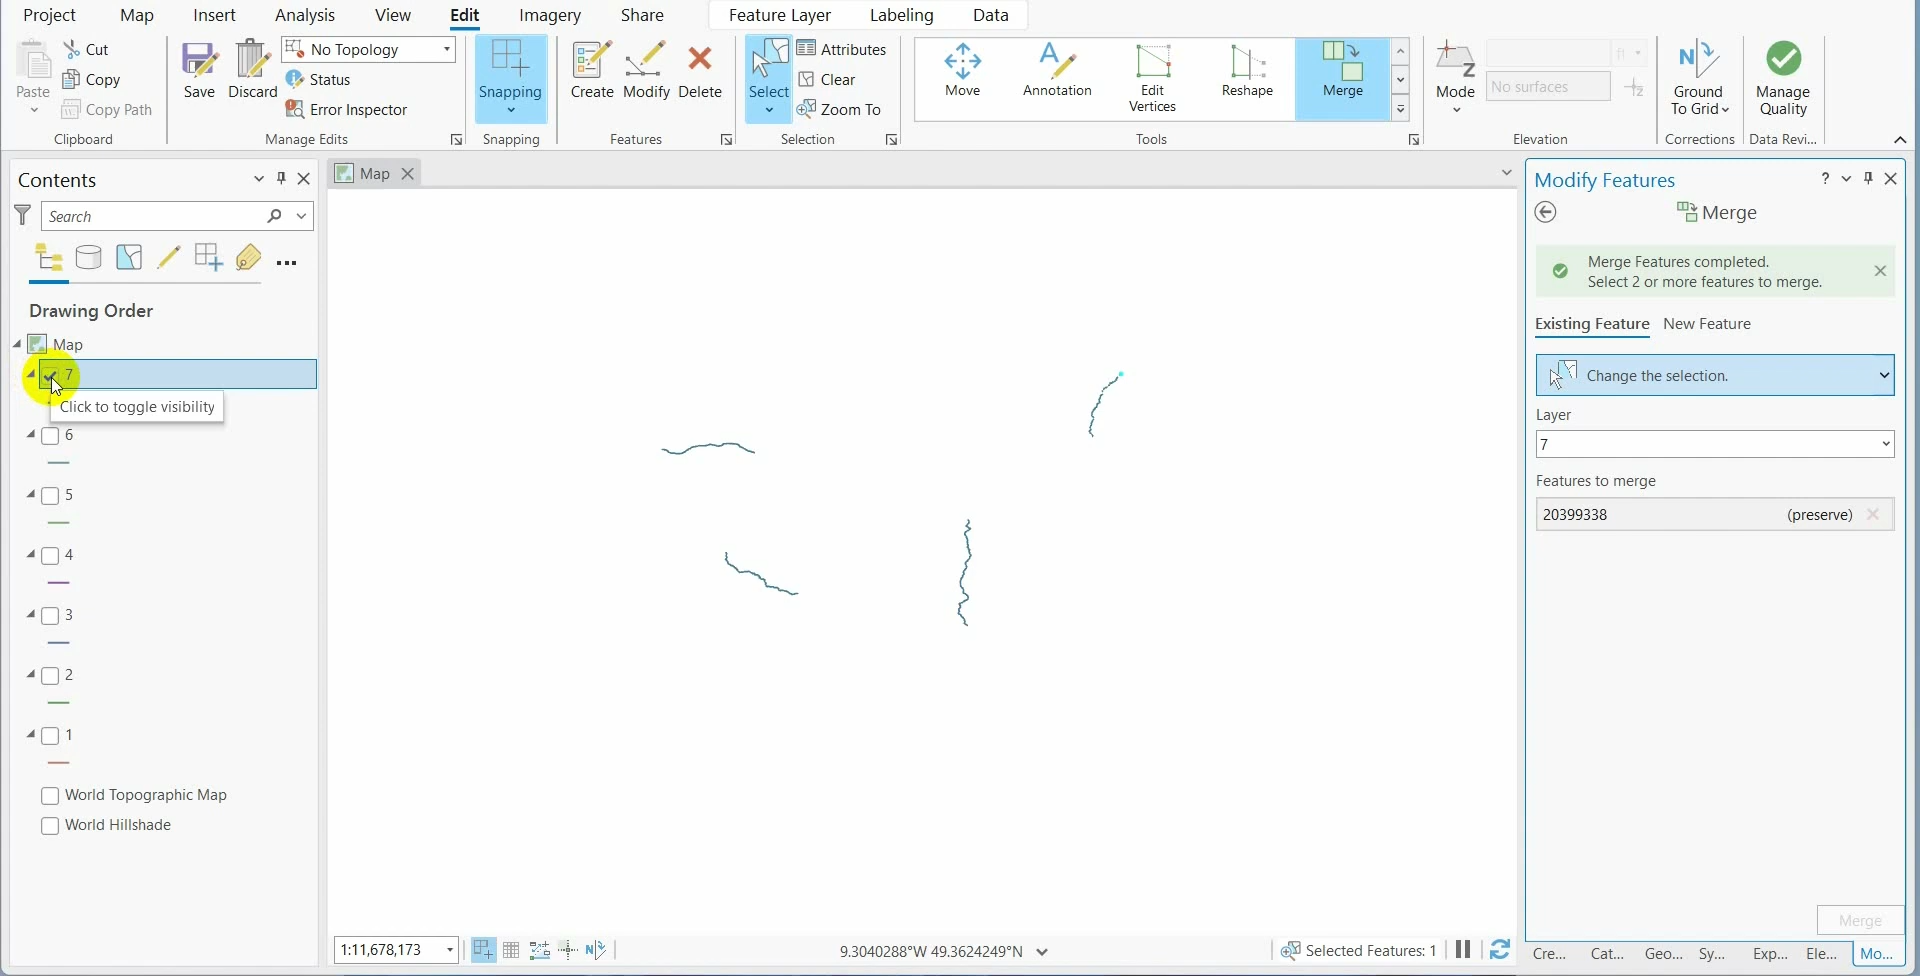 Project Map Insert Analysis View Edit Imagery Share Feature Layer Labeling Data
Paste Cut Copy Copy Path
Clipboard
Save Discard No Topology Status Error Inspector
Manage Edits
Snapping
Snapping
Create Modify Delete
Features
Select Attributes Clear Zoom To
Selection
Move Annotation Edit Vertices Reshape Merge
Tools
Mode No surfaces ft
Elevation
Ground To Grid
Corrections
Manage Quality
Data Revi...
Contents
Search
Drawing Order
Map
7
Click to toggle visibility
6
5
4
3
2
1
World Topographic Map
World Hillshade
Map
1:11,678,173
9.3040288°W 49.3624249°N
Selected Features: 1
Modify Features
Merge
Merge Features completed.
Select 2 or more features to merge.
Existing Feature New Feature
Change the selection.
Layer
7
Features to merge
20399338 (preserve)
Merge
Cre... Cat... Geo... Sy... Exp... Ele... Mo...